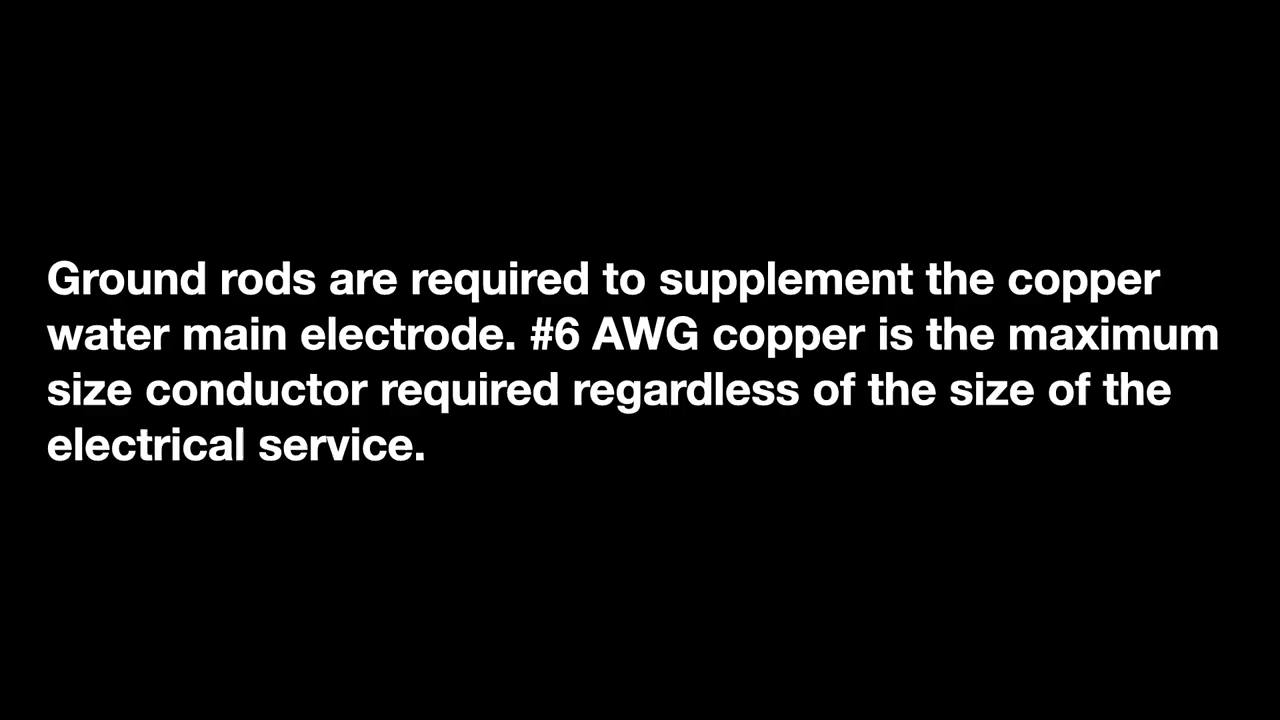 Ground rods are required to supplement the copper
water main electrode. #6 AWG copper is the maximum
size conductor required regardless of the size of the
electrical service.